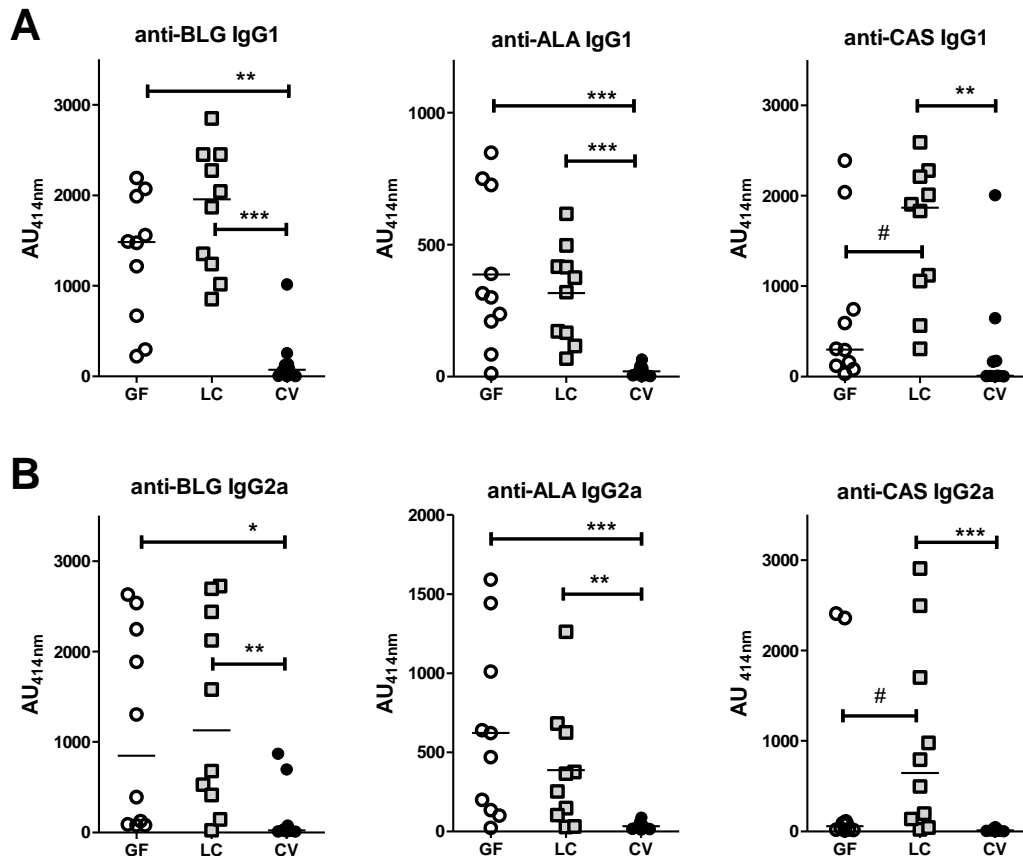 A
anti-BLG IgG1
anti-ALA IgG1
anti-CAS IgG1
AU414nm
3000
2000
1000
0
**
***
GF LC CV
AU414nm
1000
500
0
***
***
GF LC CV
AU414nm
3000
2000
1000
0
**
#
GF LC CV
B
anti-BLG IgG2a
anti-ALA IgG2a
anti-CAS IgG2a
AU414nm
3000
2000
1000
0
*
**
GF LC CV
AU414nm
2000
1500
1000
500
0
***
**
GF LC CV
AU 414nm
3000
2000
1000
0
***
#
GF LC CV